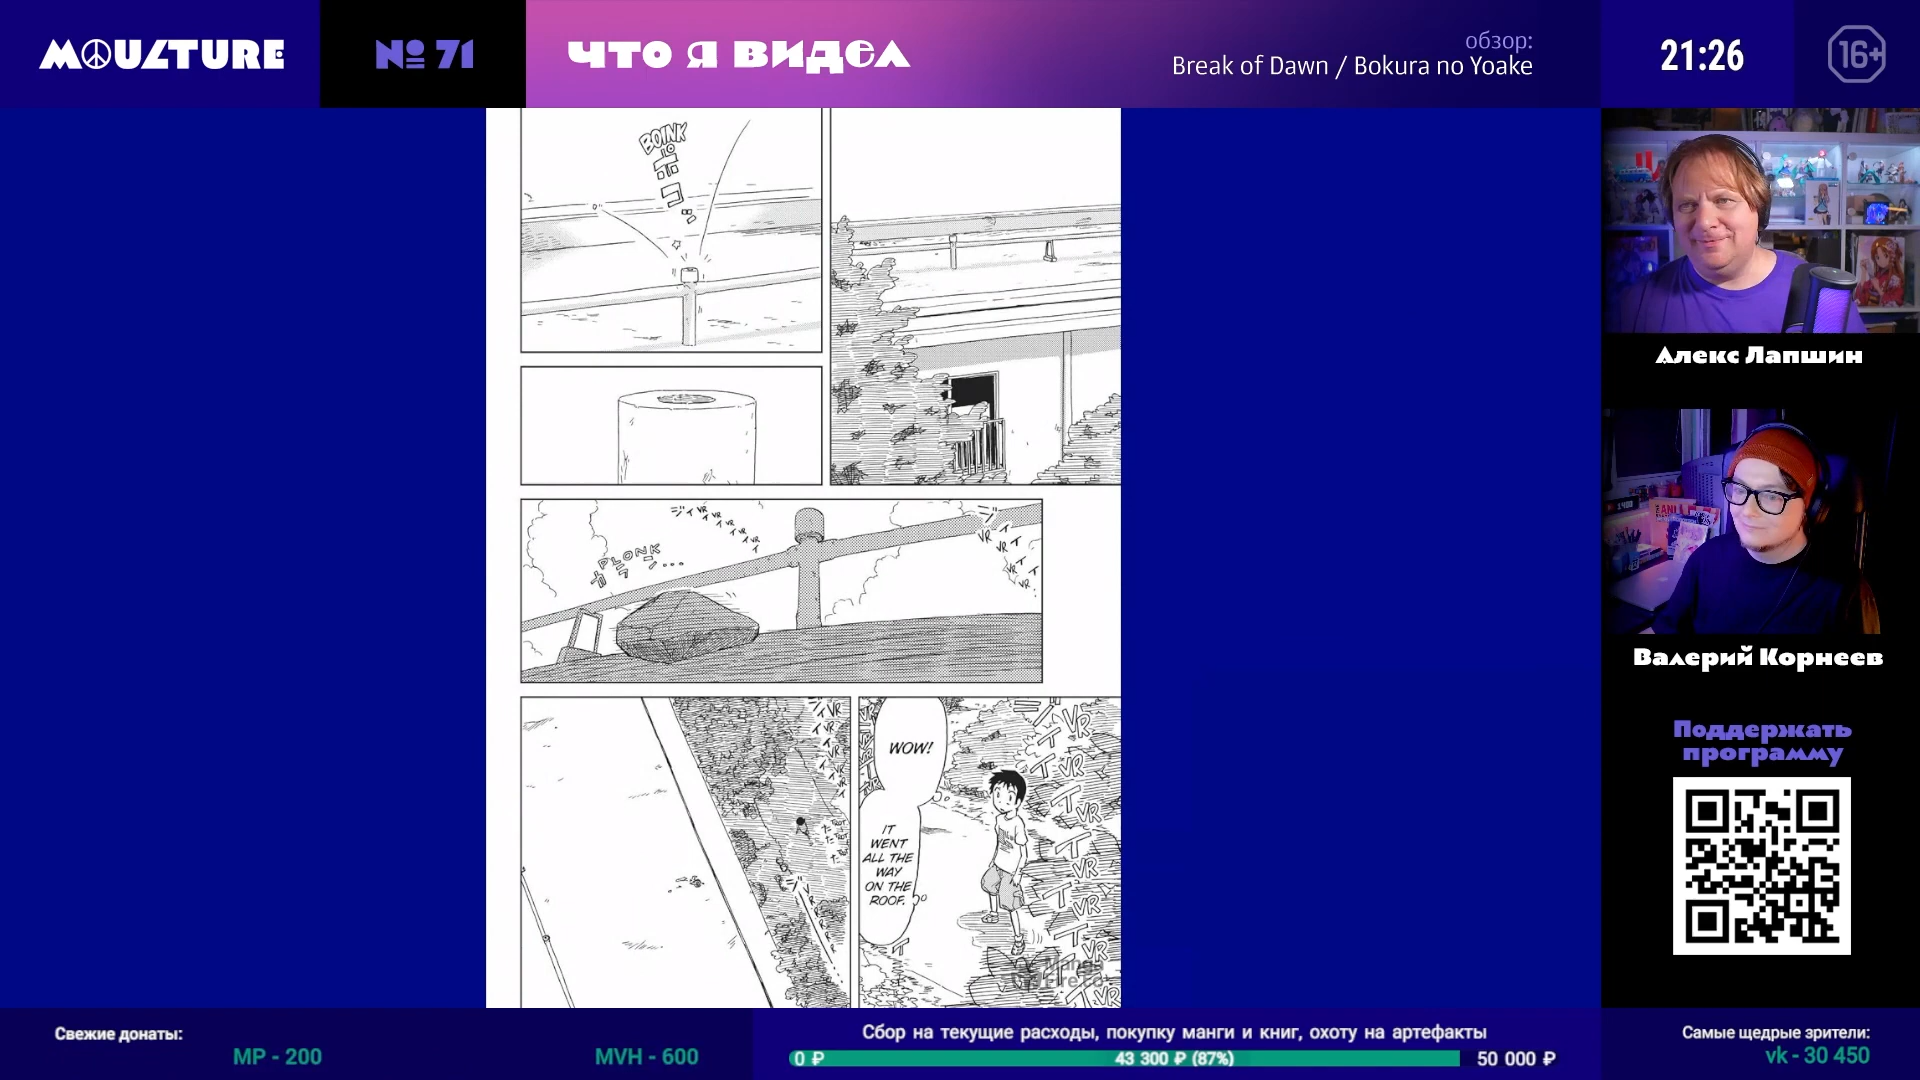 MOULTURE
№ 71
ЧТО Я ВИДЕЛ
обзор:
Break of Dawn / Bokura no Yoake
21:26
16+
BOINK
PLONK
WOW!
IT
WENT
ALL THE
WAY
ON THE
ROOF.
Алекс Лапшин
Валерий Корнеев
Поддержать
программу
Свежие донаты:
MP - 200
MVH - 600
Сбор на текущие расходы, покупку манги и книг, охоту на артефакты
0 ₽
43 300 ₽ (87%)
50 000 ₽
Самые щедрые зрители:
vk - 30 450